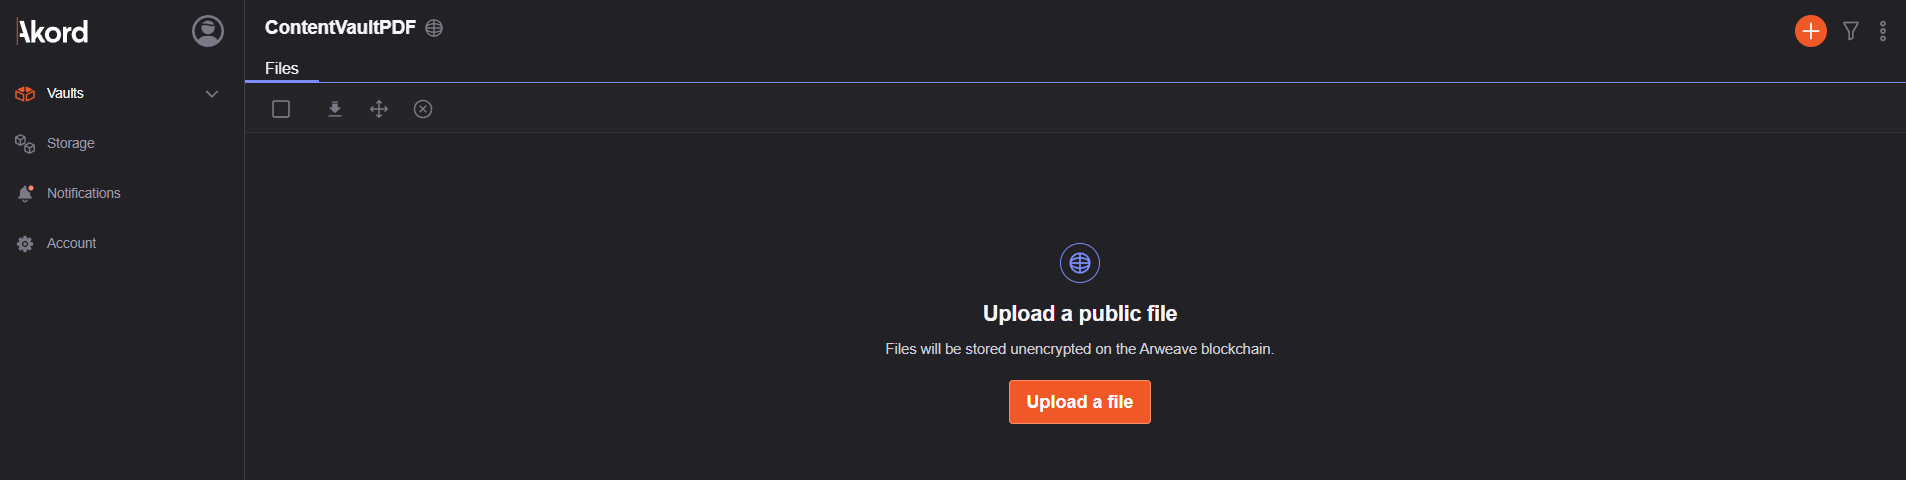 Akord
Vaults
Storage
Notifications
Account
ContentVaultPDF
Files
Upload a public file
Files will be stored unencrypted on the Arweave blockchain.
Upload a file